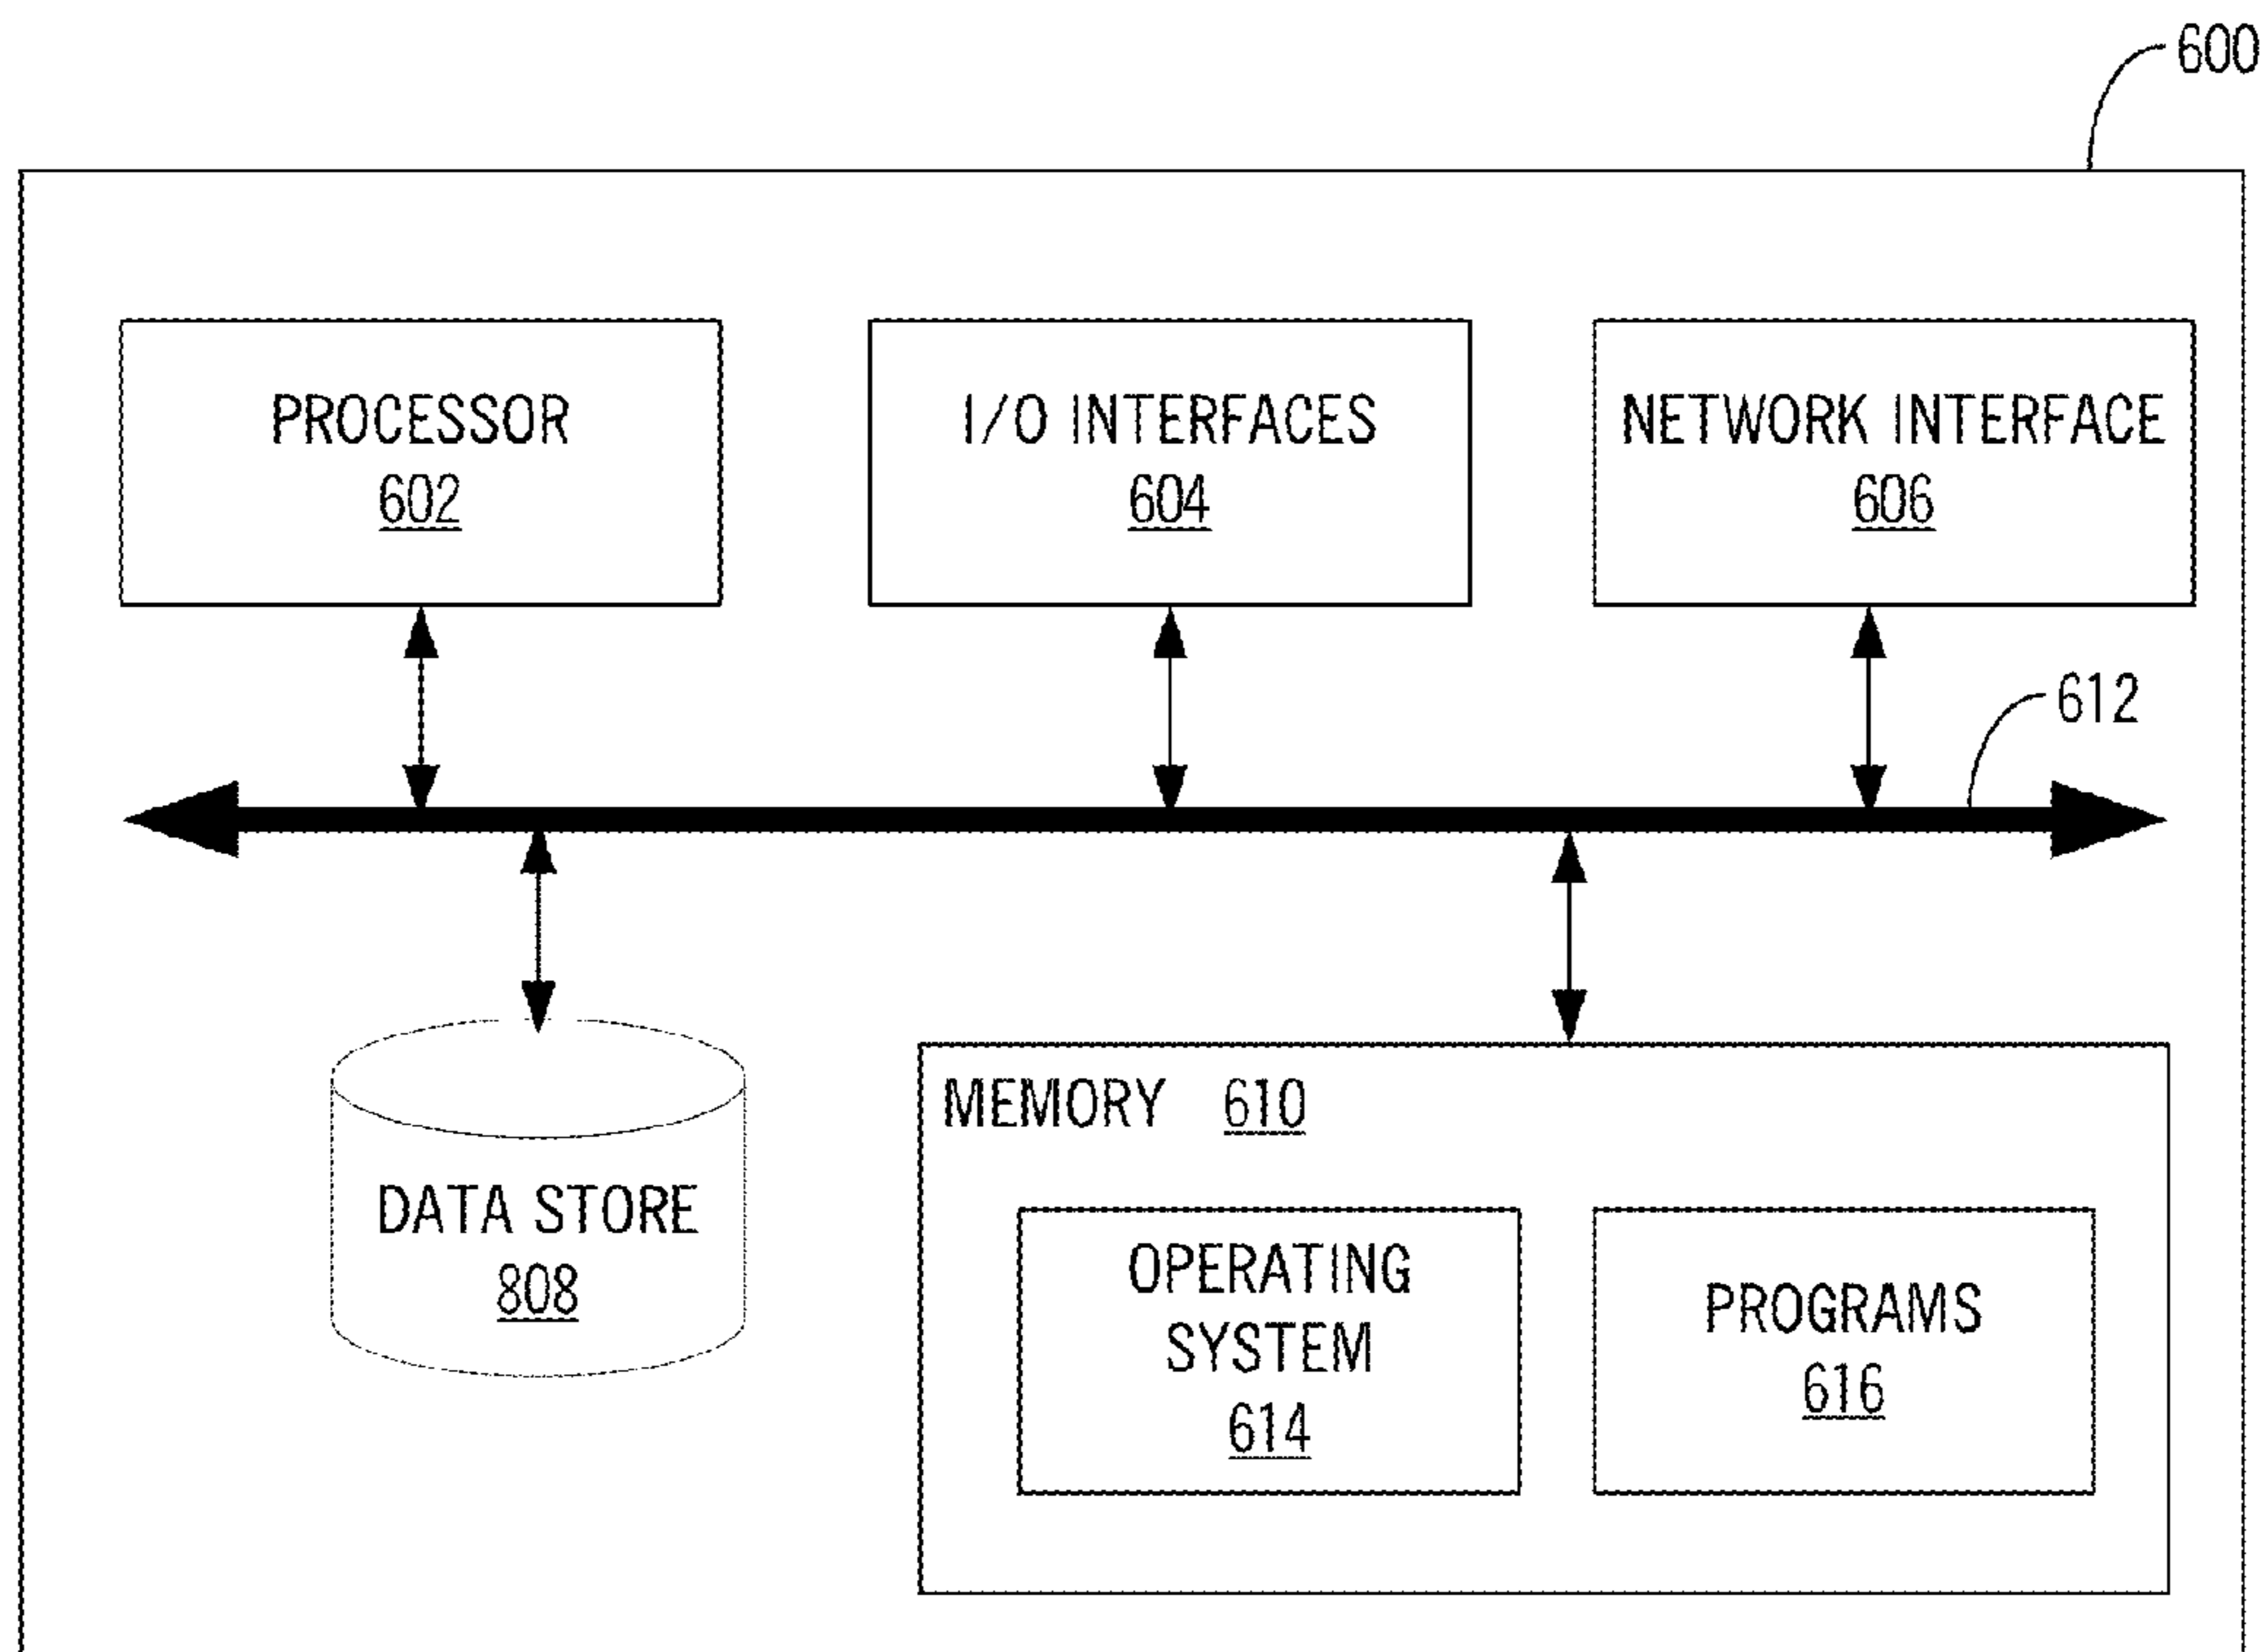 600
PROCESSOR
602
I/O INTERFACES
604
NETWORK INTERFACE
606
612
DATA STORE
808
MEMORY 610
OPERATING
SYSTEM
614
PROGRAMS
616